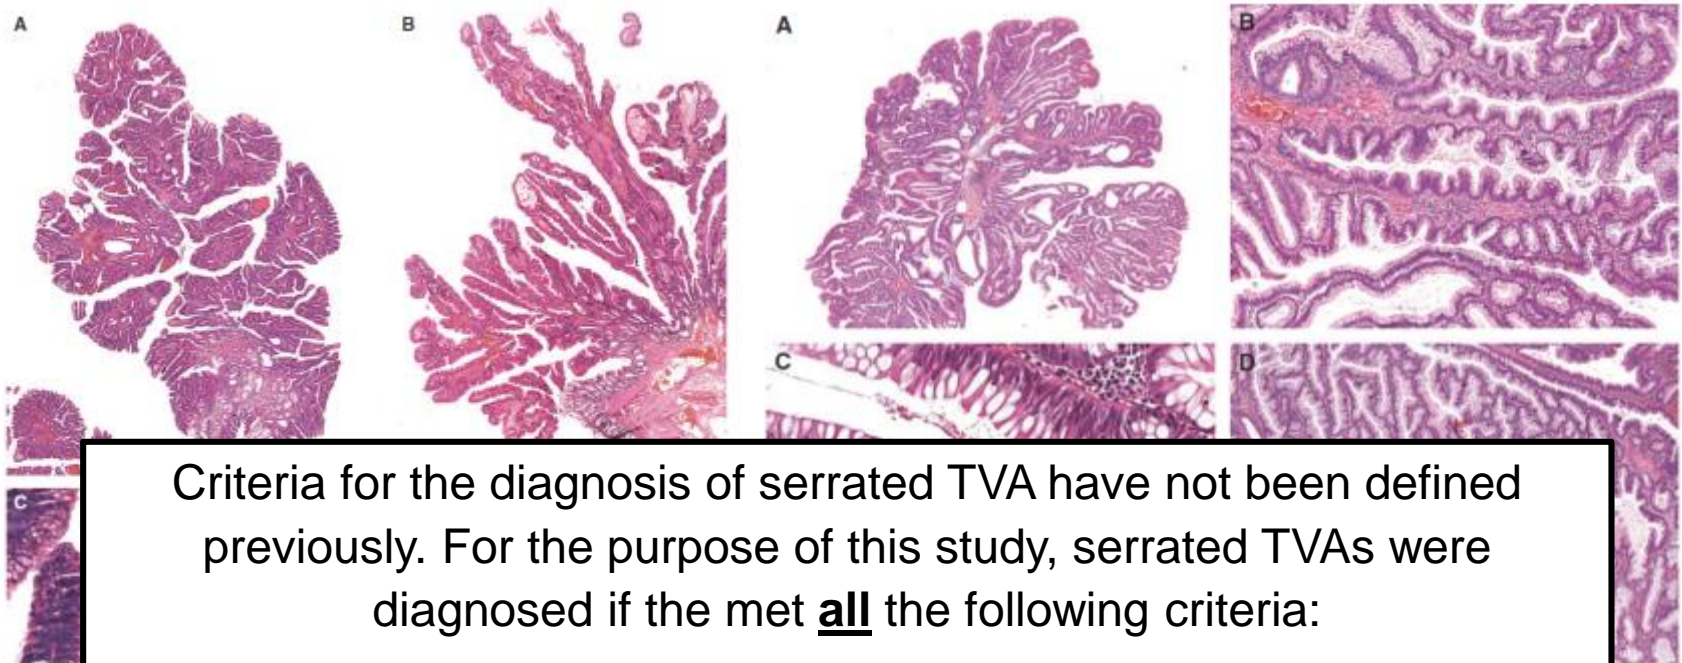 A
B
A
B
C
D
C
Criteria for the diagnosis of serrated TVA have not been defined
previously. For the purpose of this study, serrated TVAs were
diagnosed if the met all the following criteria: